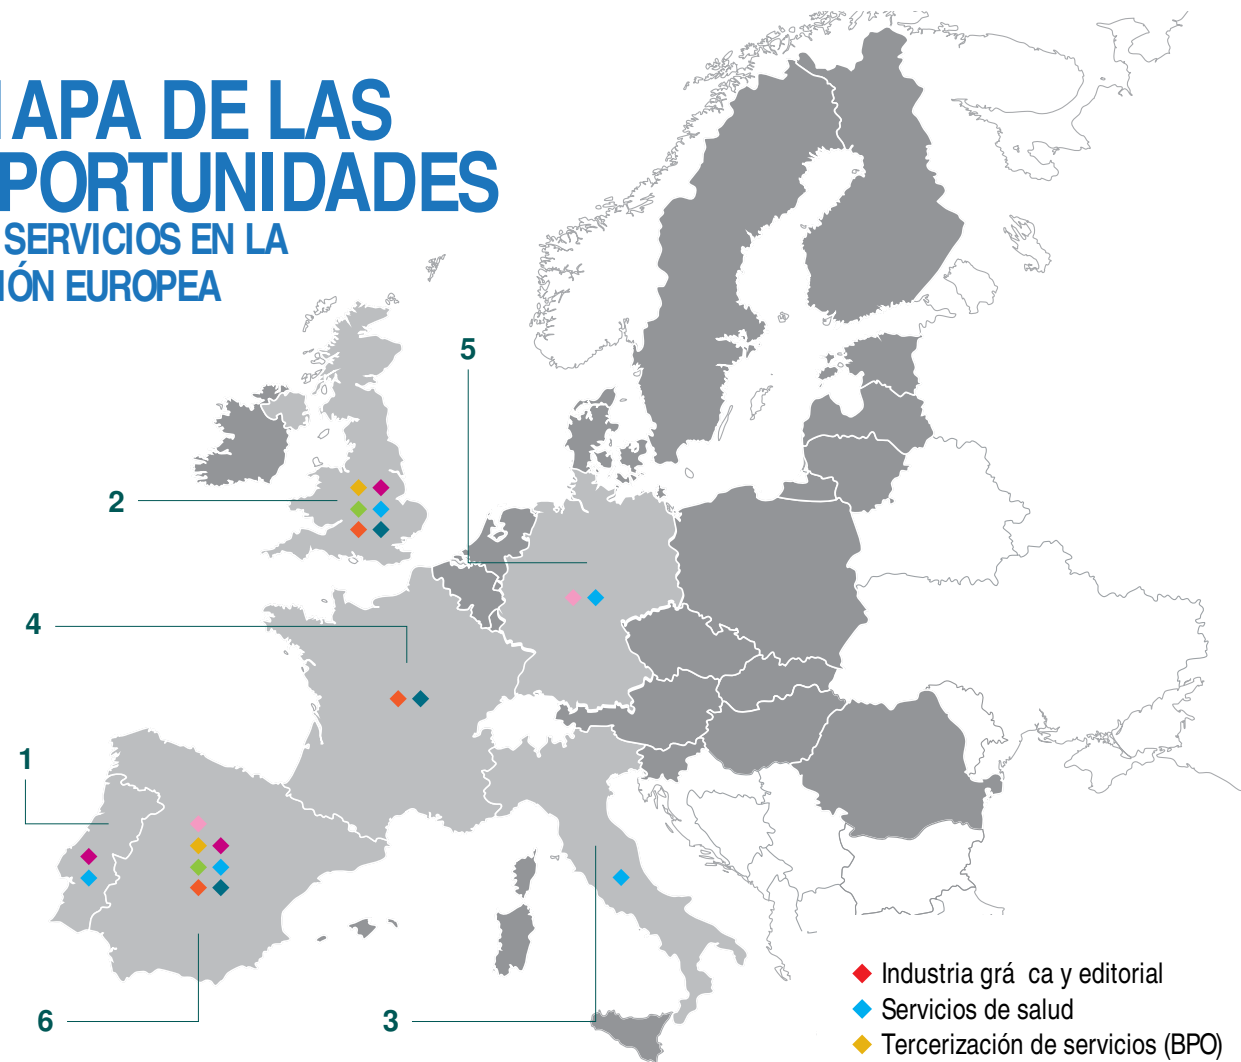 APA DE LAS
PORTUNIDADES
SERVICIOS EN LA
IÓN EUROPEA
5
2
4
1
6
3
Industria grá ca y editorial
Servicios de salud
Tercerización de servicios (BPO)